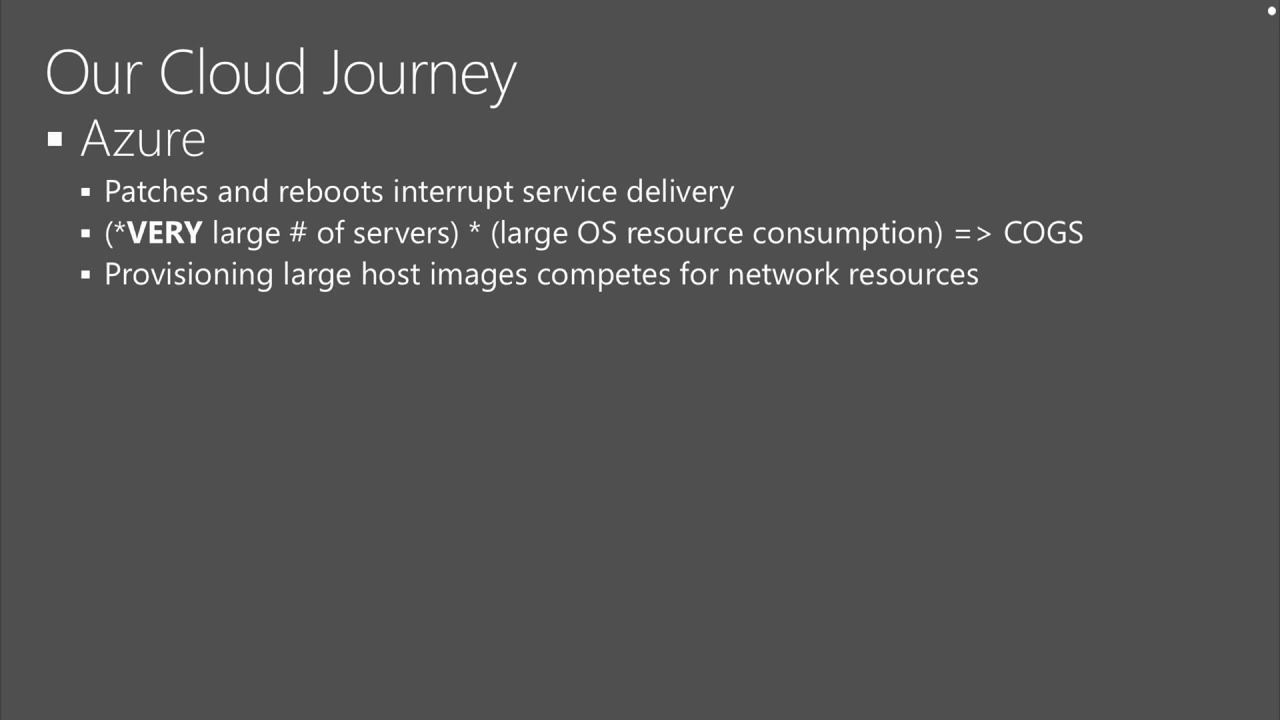 Our Cloud Journey
▪ Azure
▪ Patches and reboots interrupt service delivery
▪ (*VERY large # of servers) * (large OS resource consumption) => COGS
▪ Provisioning large host images competes for network resources